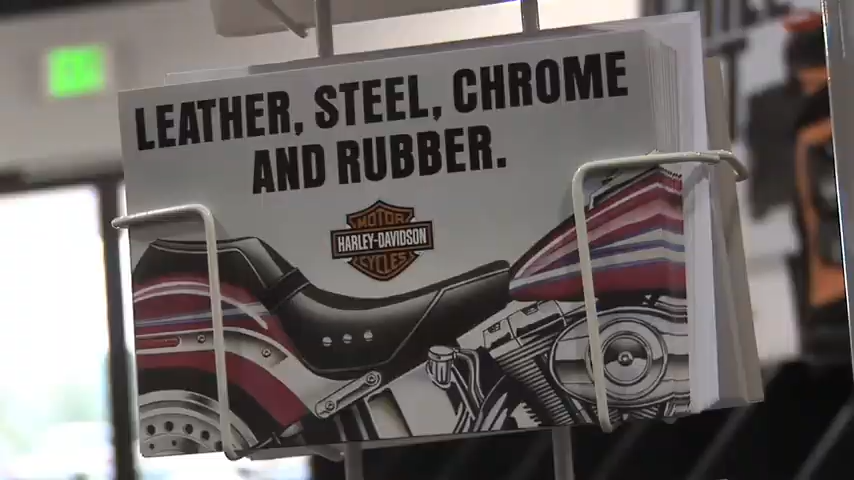 LEATHER, STEEL, CHROME
AND RUBBER.
MOTOR
HARLEY-DAVIDSON
CYCLES